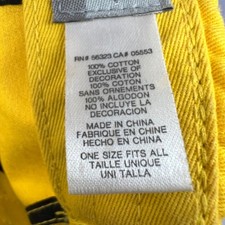 RN# 56323 CA# 05553
100% COTTON
EXCLUSIVE OF
DECORATION
100% COTON
SANS ORNEMENTS
100% ALGODON
NO INCLUYE LA
DECORACION
MADE IN CHINA
FABRIQUE EN CHINE
HECHO EN CHINA
ONE SIZE FITS ALL
TAILLE UNIQUE
UNI TALLA